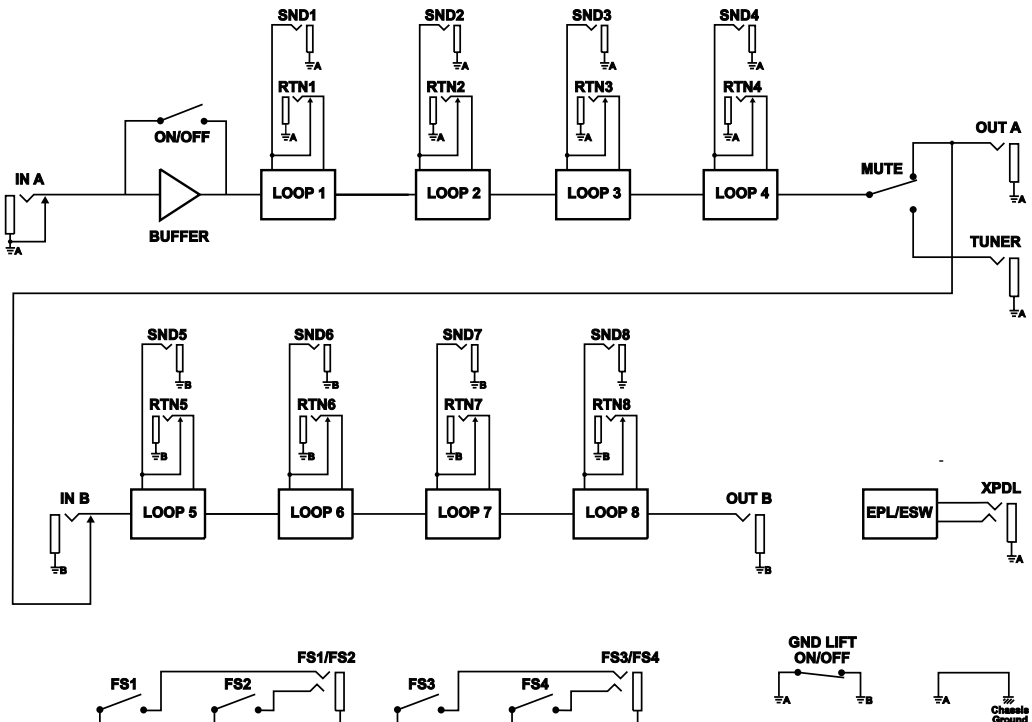 SND1 SND2 SND3 SND4
A A A A
RTN1 RTN2 RTN3 RTN4
A A A A
ON/OFF
OUT A
MUTE
IN A
LOOP 1 LOOP 2 LOOP 3 LOOP 4
A
BUFFER
A
TUNER
A
SND5 SND6 SND7 SND8
B B B
RTN5 RTN6 RTN7 RTN8
B B B B
IN B
LOOP 5 LOOP 6 LOOP 7 LOOP 8
OUT B
EPL/ESW
XPDL
B B A
GND LIFT
ON/OFF
FS1/FS2 FS3/FS4
FS1 FS2 FS3 FS4
A B A
Chassis
Ground